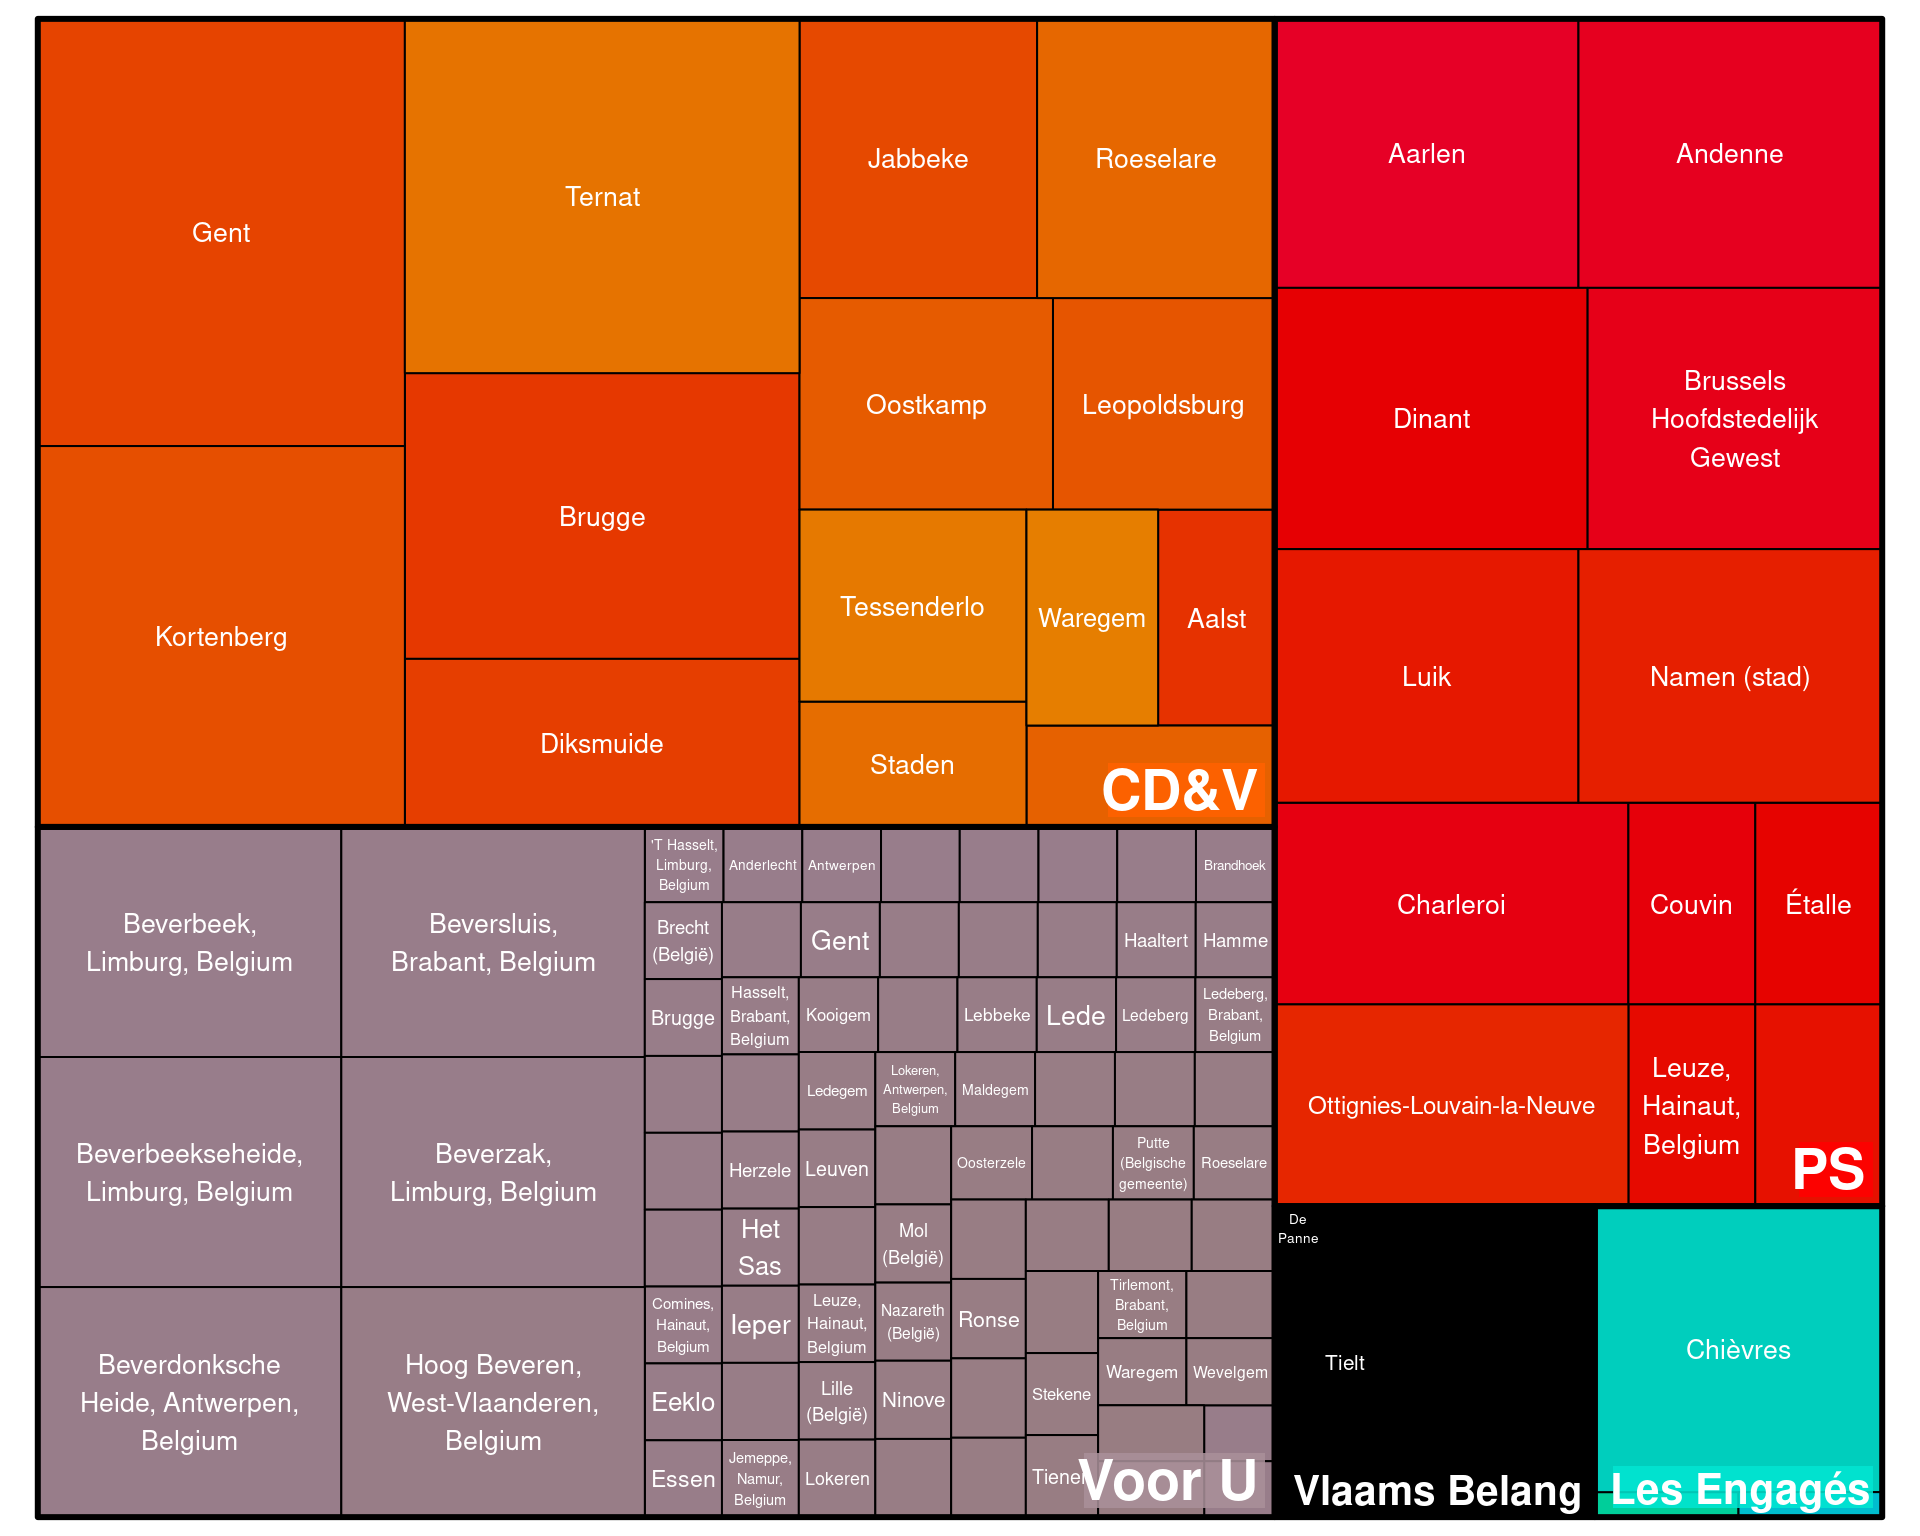 Gent
Ternat
Jabbeke
Roeselare
Oostkamp
Leopoldsburg
Brugge
Kortenberg
Tessenderlo
Waregem
Aalst
Diksmuide
Staden
CD&V
Aarlen
Andenne
Dinant
Brussels
Hoofdstedelijk
Gewest
Luik
Namen (stad)
Charleroi
Couvin
Étalle
Ottignies-Louvain-la-Neuve
Leuze,
Hainaut,
Belgium
PS
Beverbeek,
Limburg, Belgium
Beversluis,
Brabant, Belgium
Beverbeekseheide,
Limburg, Belgium
Beverzak,
Limburg, Belgium
Beverdonksche
Heide, Antwerpen,
Belgium
Hoog Beveren,
West-Vlaanderen,
Belgium
'T Hasselt,
Limburg,
Belgium
Anderlecht
Antwerpen
Brandhoek
Brecht
(België)
Gent
Haaltert
Hamme
Brugge
Hasselt,
Brabant,
Belgium
Kooigem
Lebbeke
Lede
Ledeberg
Ledeberg,
Brabant,
Belgium
Ledegem
Lokeren,
Antwerpen,
Belgium
Maldegem
Herzele
Leuven
Oosterzele
Putte
(Belgische
gemeente)
Roeselare
Het
Sas
Mol
(België)
Comines,
Hainaut,
Belgium
Ieper
Leuze,
Hainaut,
Belgium
Nazareth
(België)
Ronse
Tirlemont,
Brabant,
Belgium
Eeklo
Lille
(België)
Ninove
Stekene
Waregem
Wevelgem
Essen
Jemeppe,
Namur,
Belgium
Lokeren
Tienen
Voor U
De
Panne
Tielt
Vlaams Belang
Chièvres
Les Engagés